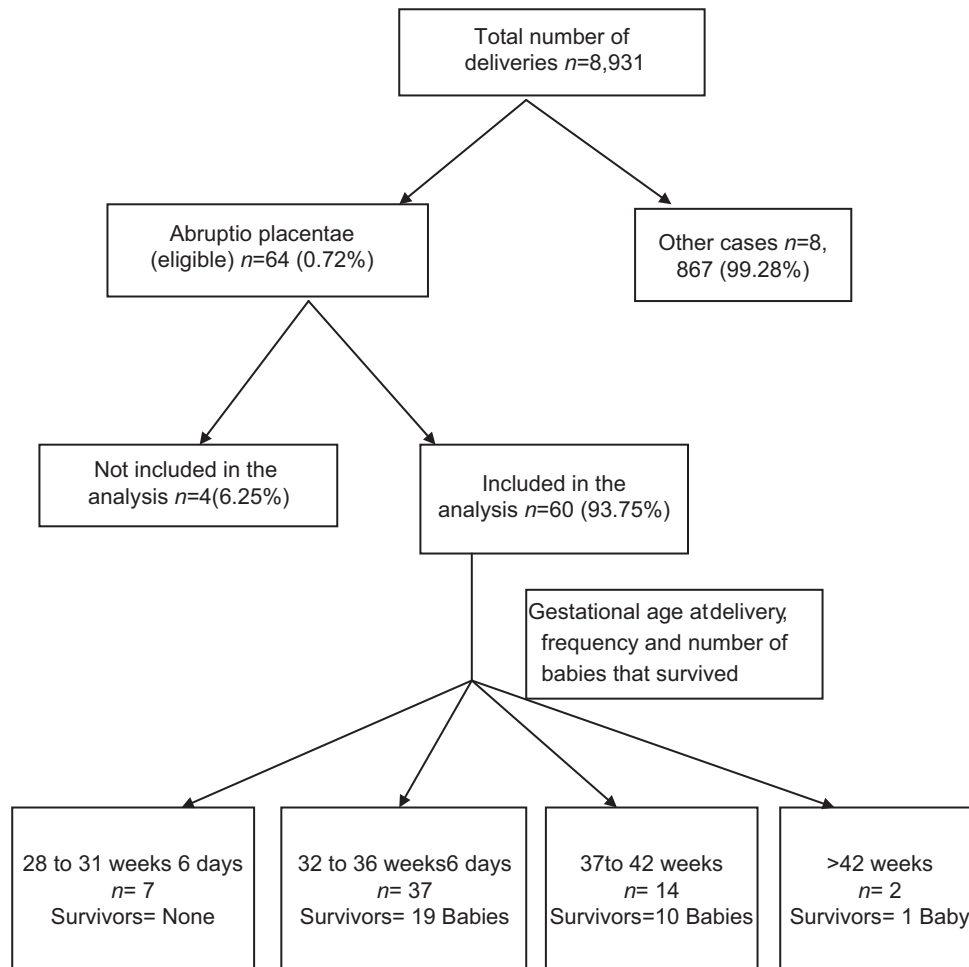 Total number of
deliveries n=8,931
Abruptio placentae
(eligible) n=64 (0.72%)
Other cases n=8,
867 (99.28%)
Not included in the
analysis n=4(6.25%)
Included in the
analysis n=60 (93.75%)
Gestational age atdelivery,
frequency and number of
babies that survived
28 to 31 weeks 6 days
n= 7
Survivors= None
32 to 36 weeks6 days
n= 37
Survivors= 19 Babies
37to 42 weeks
n= 14
Survivors=10 Babies
>42 weeks
n= 2
Survivors= 1 Baby